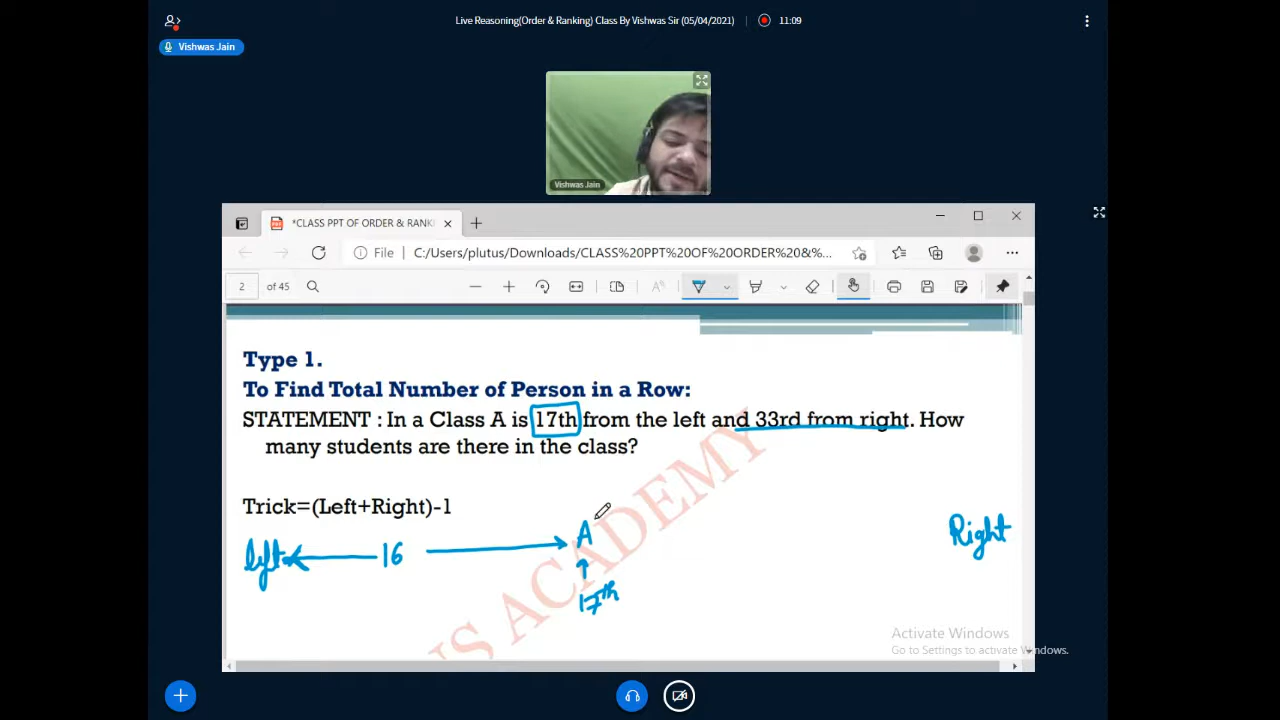 Live Reasoning(Order & Ranking) Class By Vishwas Sir (05/04/2021) 11:09
Vishwas Jain
Vishwas Jain
*CLASS PPT OF ORDER & RANKI
File C:/Users/plutus/Downloads/CLASS%20PPT%20OF%20ORDER%20&%...
2 of 45
Type 1.
To Find Total Number of Person in a Row:
STATEMENT : In a Class A is 17th from the left and 33rd from right. How
many students are there in the class?
Trick=(Left+Right)-1
left 16 A Right
17th
NS ACADEMY
Activate Windows
Go to Settings to activate Windows.